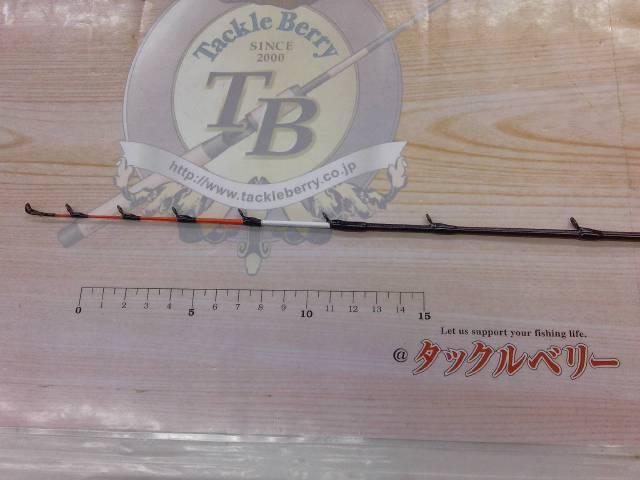 Tackle Berry
SINCE
2000
TB
http://www.tackleberry.co.jp
0 1 2 3 4 5 6 7 8 9 10 11 12 13 14 15
Let us support your fishing life.
@タックルベリー